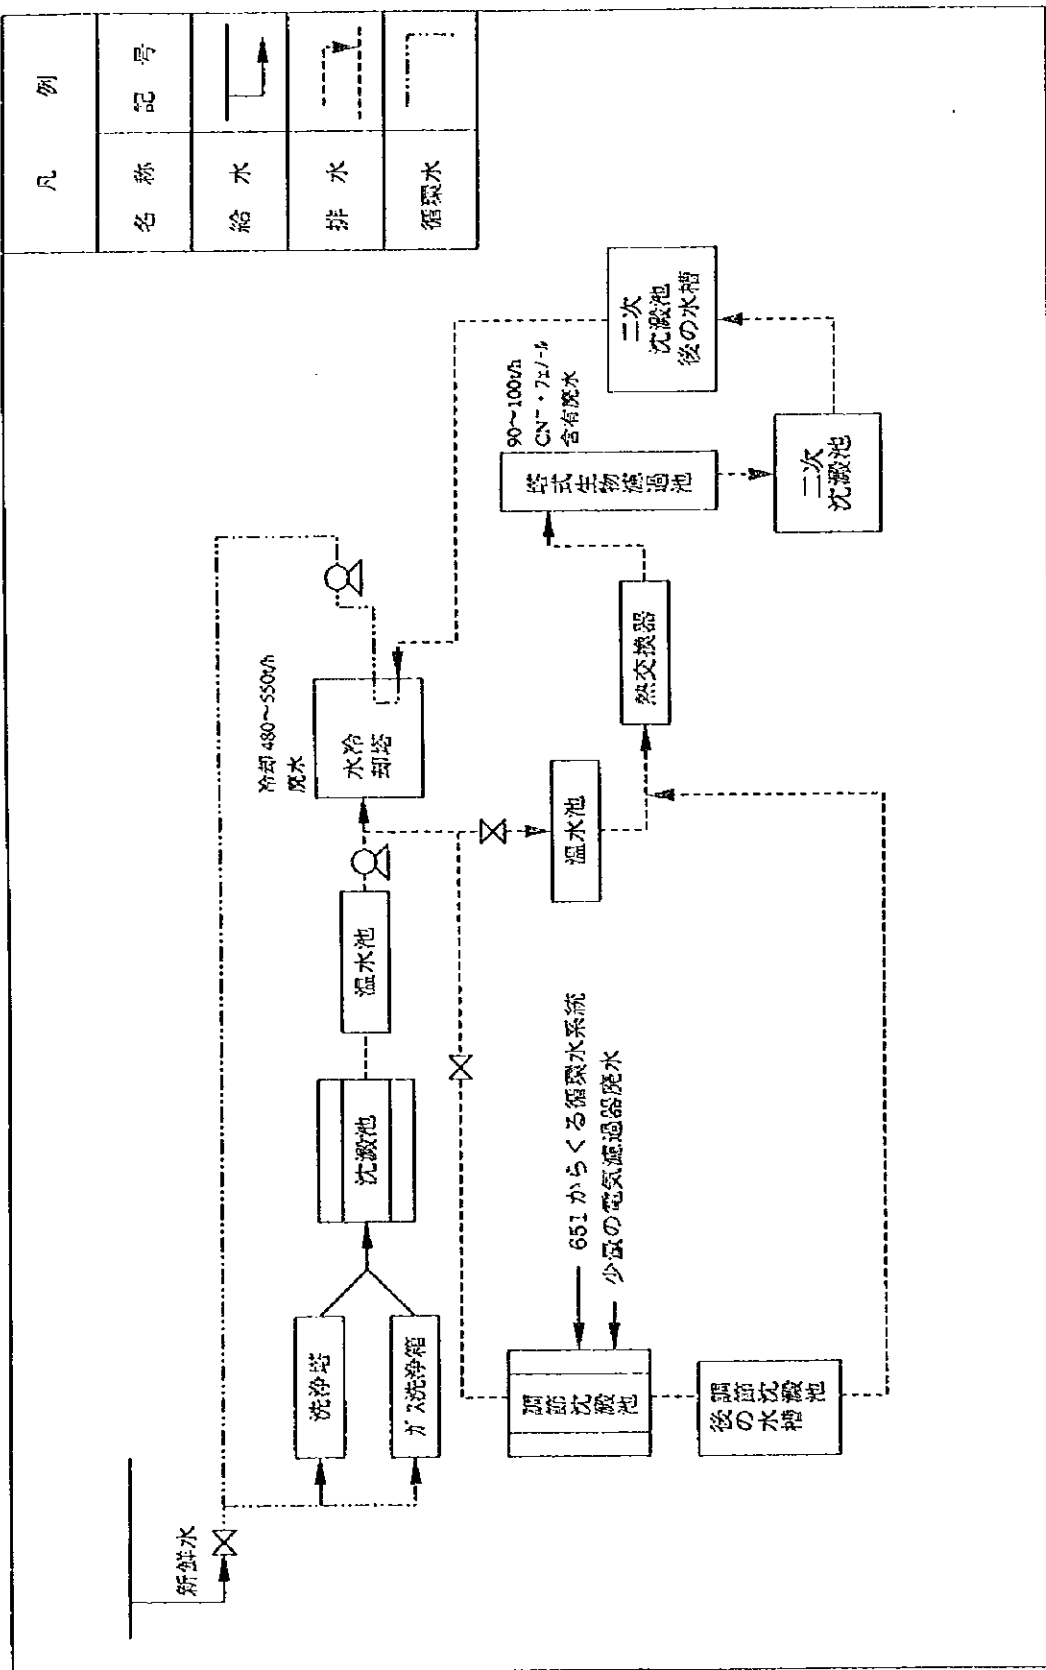 新鮮水
洗浄塔
ガス洗浄箱
沈澱池
温水池
冷却 480～550t/h
廃水
水冷
却塔
調節沈澱池
651からくる循環水系統
少量の電気濾過器廃水
調節沈澱池
後の水槽
温水池
熱交換器
塔式生物濾過池
90～100t/h
CN⁻・フェノール
含有廃水
二次
沈澱池
二次
沈澱池
後の水槽
凡 例
名 称 記 号
給 水
排 水
循環水